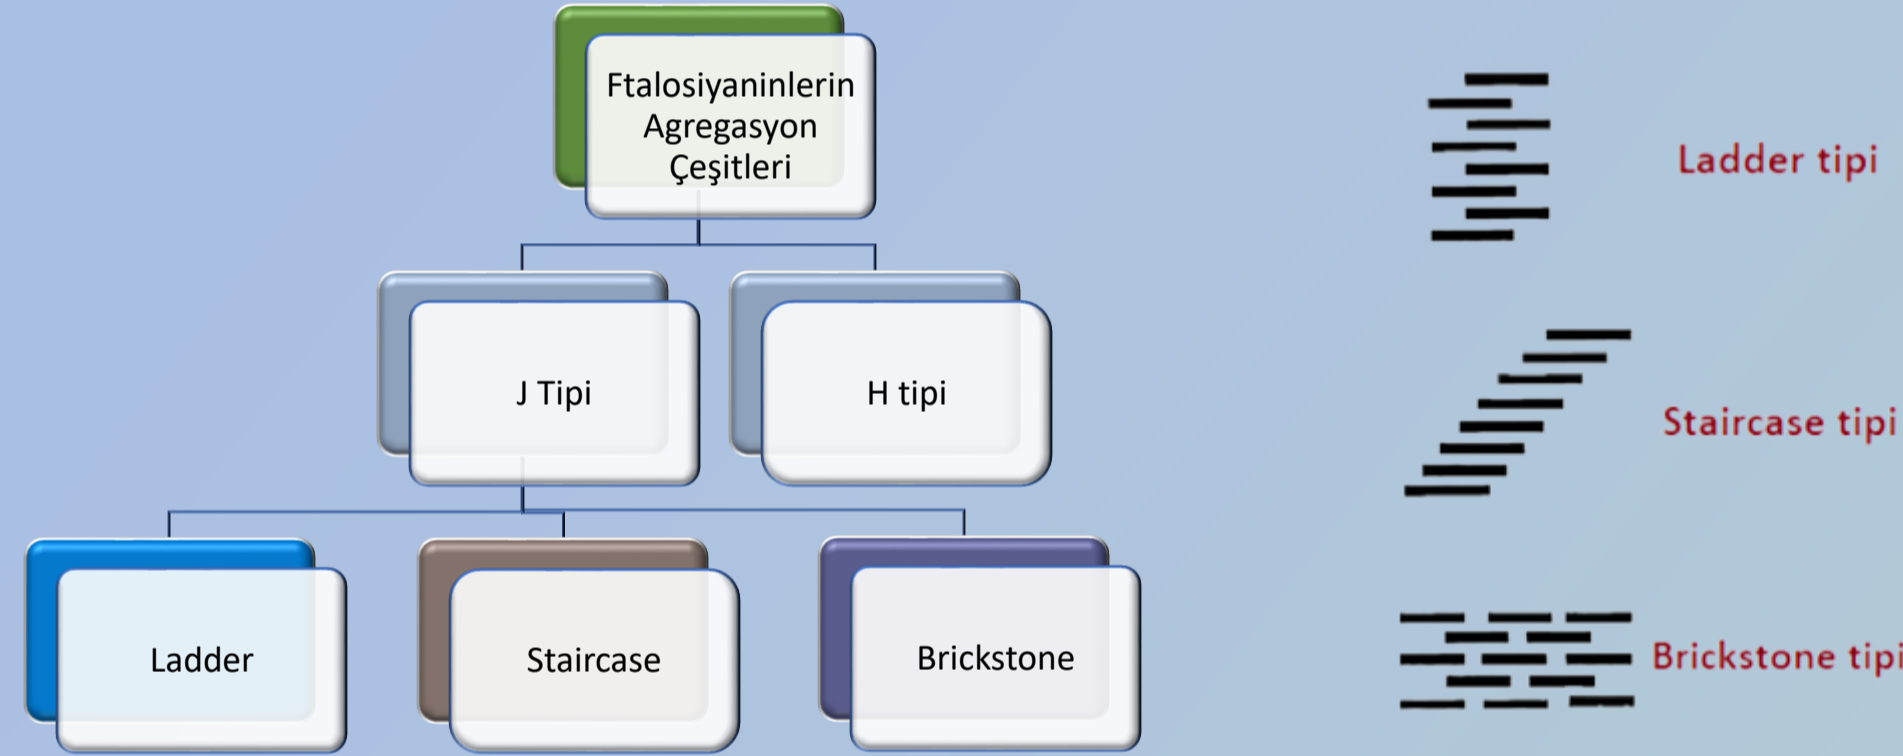 Ftalosiyaninlerin
Agregasyon
Çeşitleri
J Tipi
H tipi
Ladder
Staircase
Brickstone
Ladder tipi
Staircase tipi
Brickstone tipi